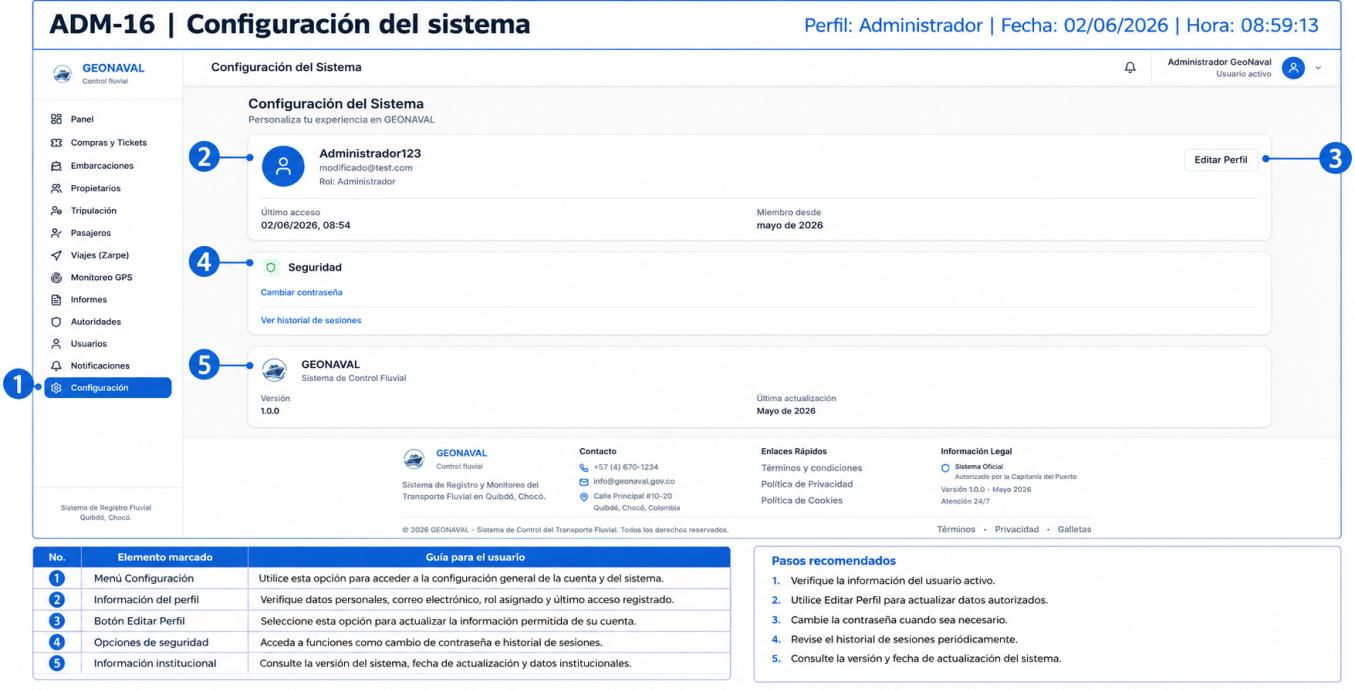 ADM-16 | Configuración del sistema
Perfil: Administrador | Fecha: 02/06/2026 | Hora: 08:59:13
GEONAVAL
Control fluvial
Configuración del Sistema
Administrador GeoNaval
Usuario activo
Panel
Compras y Tickets
Embarcaciones
Propietarios
Tripulación
Pasajeros
Viajes (Zarpe)
Monitoreo GPS
Informes
Autoridades
Usuarios
Notificaciones
1
Configuración
Sistema de Registro Fluvial
Quibdó, Chocó.
Configuración del Sistema
Personaliza tu experiencia en GEONAVAL
2
Administrador123
modificado@test.com
Rol: Administrador
Editar Perfil
3
Último acceso
02/06/2026, 08:54
Miembro desde
mayo de 2026
4
Seguridad
Cambiar contraseña
Ver historial de sesiones
5
GEONAVAL
Sistema de Control Fluvial
Versión
1.0.0
Última actualización
Mayo de 2026
GEONAVAL
Control fluvial
Sistema de Registro y Monitoreo del
Transporte Fluvial en Quibdó, Chocó.
Contacto
+57 (4) 670-1234
info@geonaval.gov.co
Calle Principal #10-20
Quibdó, Chocó, Colombia
Enlaces Rápidos
Términos y condiciones
Política de Privacidad
Política de Cookies
Información Legal
Sistema Oficial
Autorizado por la Capitanía del Puerto
Versión 1.0.0 - Mayo 2026
Atención 24/7
© 2026 GEONAVAL - Sistema de Control del Transporte Fluvial. Todos los derechos reservados.
Términos • Privacidad • Galletas
No. Elemento marcado Guía para el usuario
1 Menú Configuración Utilice esta opción para acceder a la configuración general de la cuenta y del sistema.
2 Información del perfil Verifique datos personales, correo electrónico, rol asignado y último acceso registrado.
3 Botón Editar Perfil Seleccione esta opción para actualizar la información permitida de su cuenta.
4 Opciones de seguridad Acceda a funciones como cambio de contraseña e historial de sesiones.
5 Información institucional Consulte la versión del sistema, fecha de actualización y datos institucionales.
Pasos recomendados
1. Verifique la información del usuario activo.
2. Utilice Editar Perfil para actualizar datos autorizados.
3. Cambie la contraseña cuando sea necesario.
4. Revise el historial de sesiones periódicamente.
5. Consulte la versión y fecha de actualización del sistema.